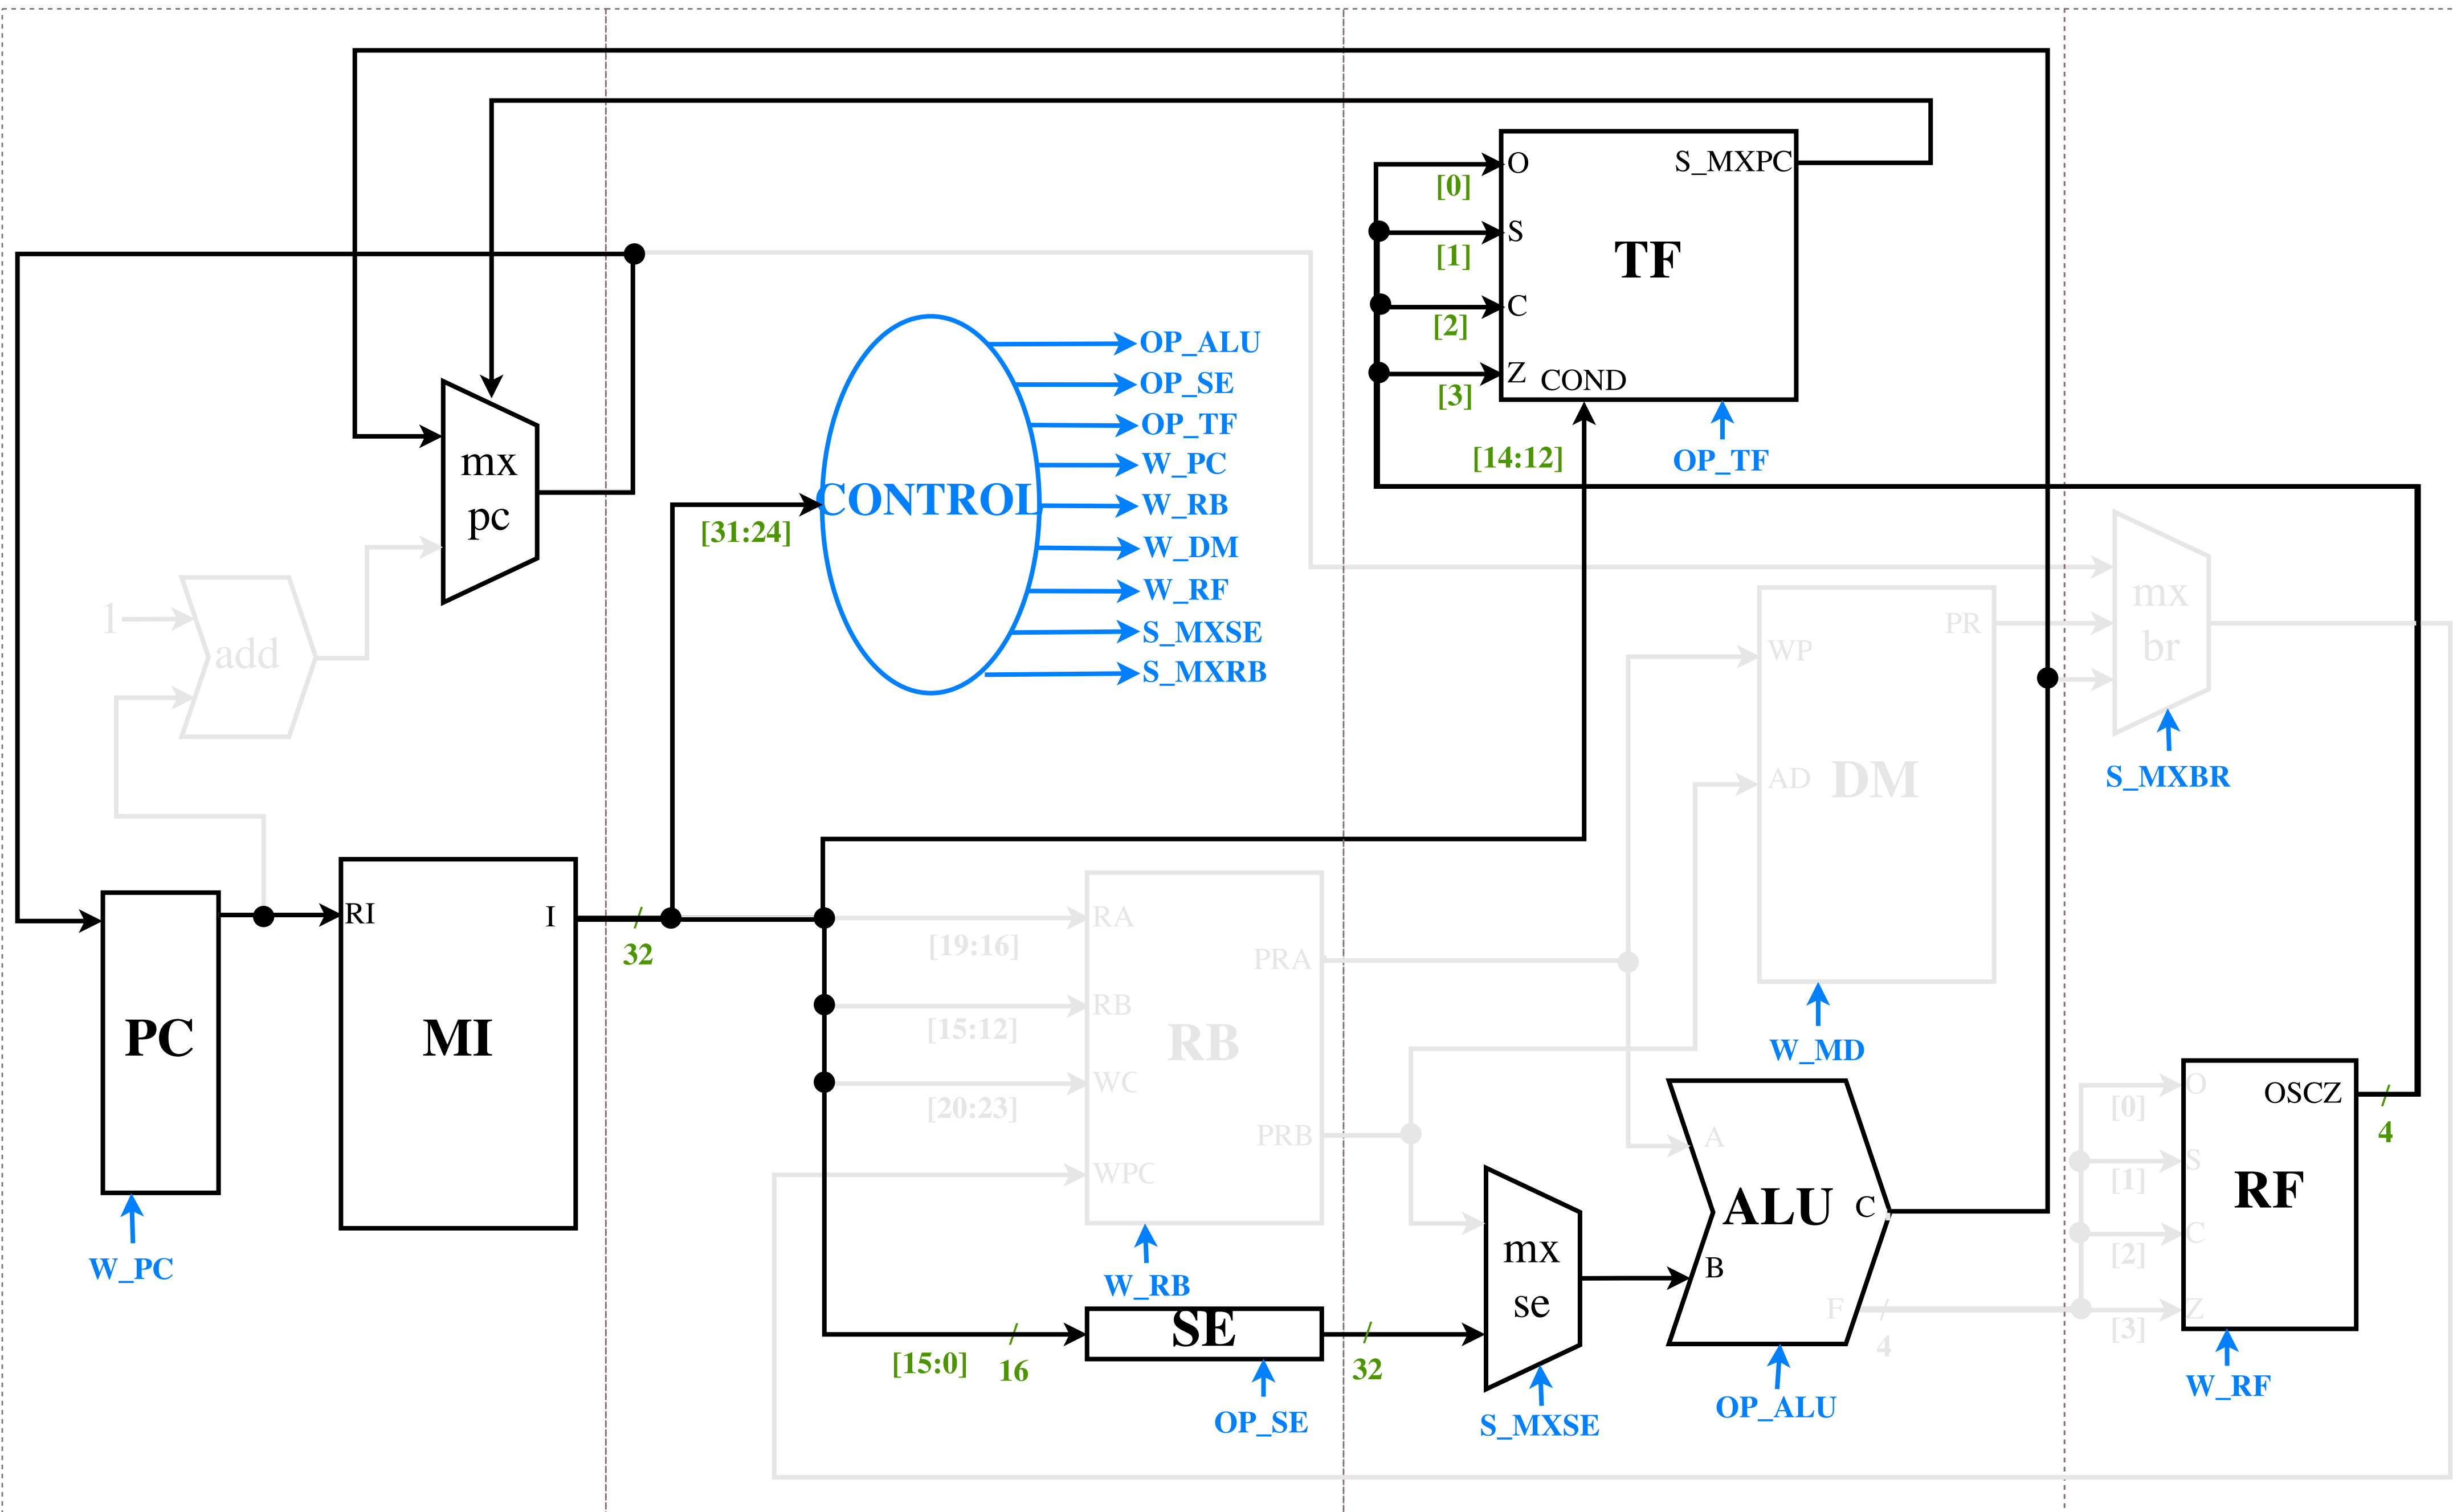 O
S_MXPC
[0]
S
TF
[1]
C
[2]
Z
COND
[3]
[14:12]
OP_TF
mx
pc
CONTROL
[31:24]
OP_ALU
OP_SE
OP_TF
W_PC
W_RB
W_DM
W_RF
S_MXSE
S_MXRB
1
add
mx
br
S_MXBR
WP
PR
AD
DM
W_MD
PC
W_PC
RI
I
MI
32
RA
[19:16]
RB
[15:12]
WC
[20:23]
WPC
PRA
RB
PRB
W_RB
[15:0]
16
SE
OP_SE
32
mx
se
S_MXSE
A
ALU
C
B
F
4
OP_ALU
O
[0]
S
[1]
C
[2]
Z
[3]
OSCZ
RF
4
W_RF